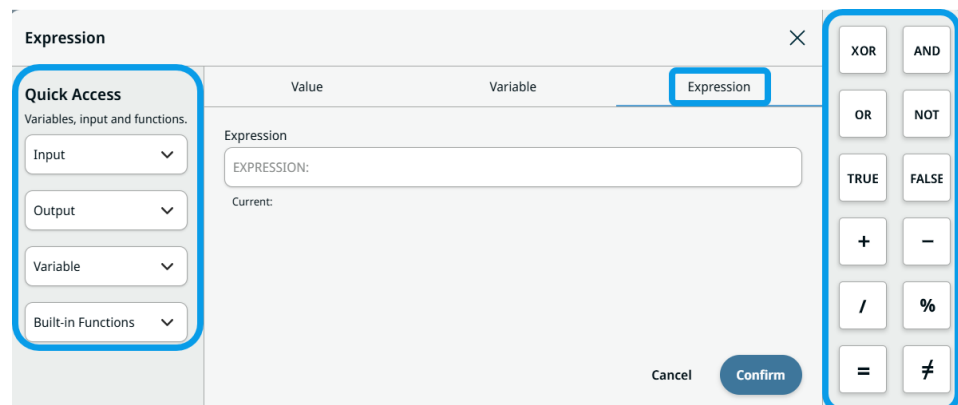 Expression
Quick Access
Variables, input and functions.
Input
Output
Variable
Built-in Functions
Value Variable Expression
Expression
EXPRESSION:
Current:
Cancel Confirm
XOR AND
OR NOT
TRUE FALSE
+ −
/ %
= ≠